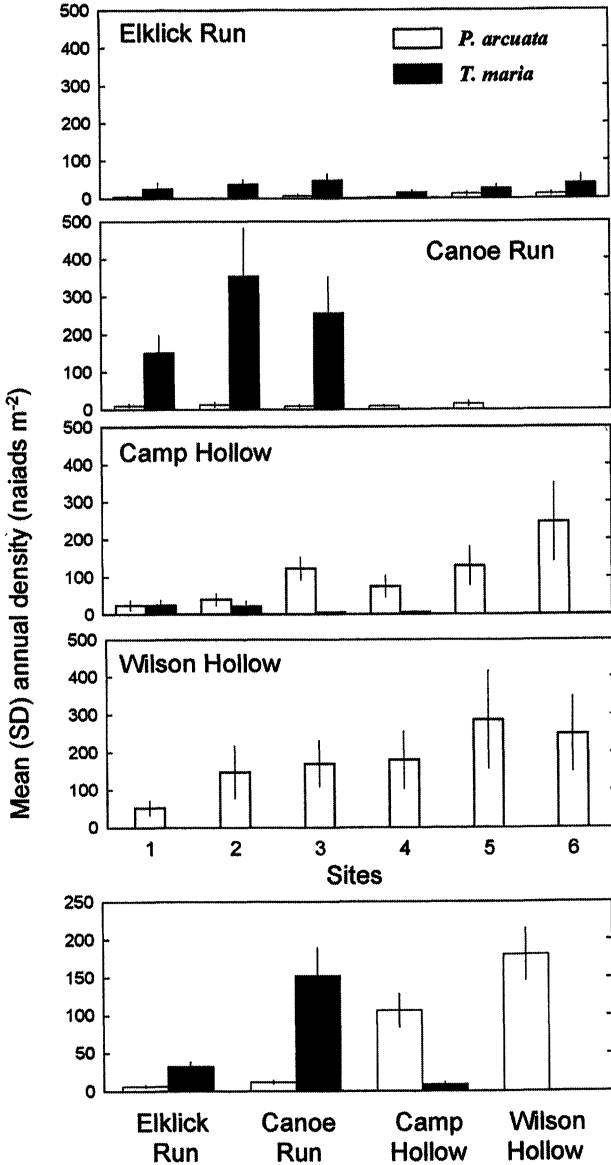 Mean (SD) annual density (naiads m-2)
500
400
300
200
100
0
Elklick Run
P. arcuata
T. maria
500
400
300
200
100
0
Canoe Run
500
400
300
200
100
0
Camp Hollow
500
400
300
200
100
0
Wilson Hollow
1 2 3 4 5 6
Sites
250
200
150
100
50
0
Elklick Canoe Camp Wilson
Run Run Hollow Hollow